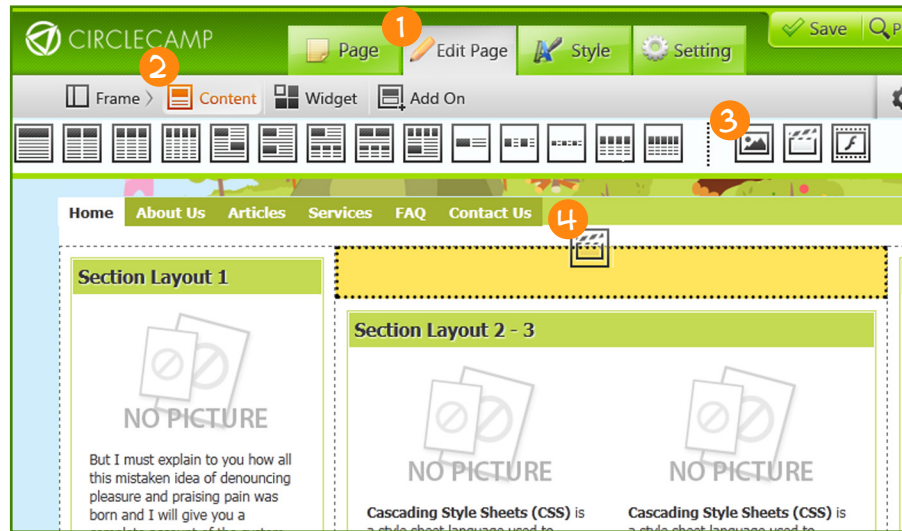 1
CIRCLECAMP
Page
Edit Page
Style
Setting
Save
P
2
Frame
Content
Widget
Add On
3
Home
About Us
Articles
Services
FAQ
Contact Us
4
Section Layout 1
NO PICTURE
But I must explain to you how all
this mistaken idea of denouncing
pleasure and praising pain was
born and I will give you a
Section Layout 2 - 3
NO PICTURE
Cascading Style Sheets (CSS) is
NO PICTURE
Cascading Style Sheets (CSS) is